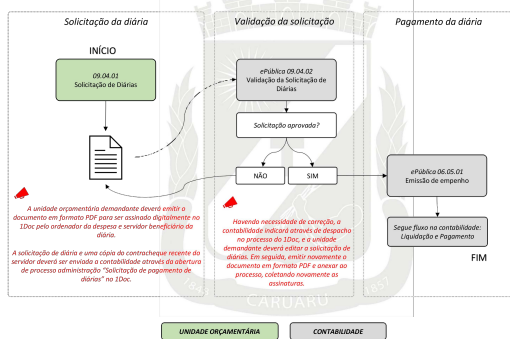 Solicitação da diária
Validação da solicitação
Pagamento da diária
INÍCIO
09.04.01
Solicitação de Diárias
ePública 09.04.02
Validação da Solicitação de
Diárias
Solicitação aprovada?
NÃO
SIM
ePública 06.05.01
Emissão de empenho
Segue fluxo na contabilidade:
Liquidação e Pagamento
FIM
A unidade orçamentária demandante deverá emitir o
documento em formato PDF para ser assinado digitalmente no
1Doc pelo ordenador da despesa e servidor beneficiário da
diária.
A solicitação de diária e uma cópia do contracheque recente do
servidor deverá ser enviada a contabilidade através da abertura
de processo administração "Solicitação de pagamento de
diárias" no 1Doc.
Havendo necessidade de correção, a
contabilidade indicará através de despacho
no processo do 1Doc, e a unidade
demandante deverá editar a solicitação de
diárias. Em seguida, emitir novamente o
documento em formato PDF e anexar ao
processo, coletando novamente as
assinaturas.
CARUARU
1857
UNIDADE ORÇAMENTÁRIA
CONTABILIDADE